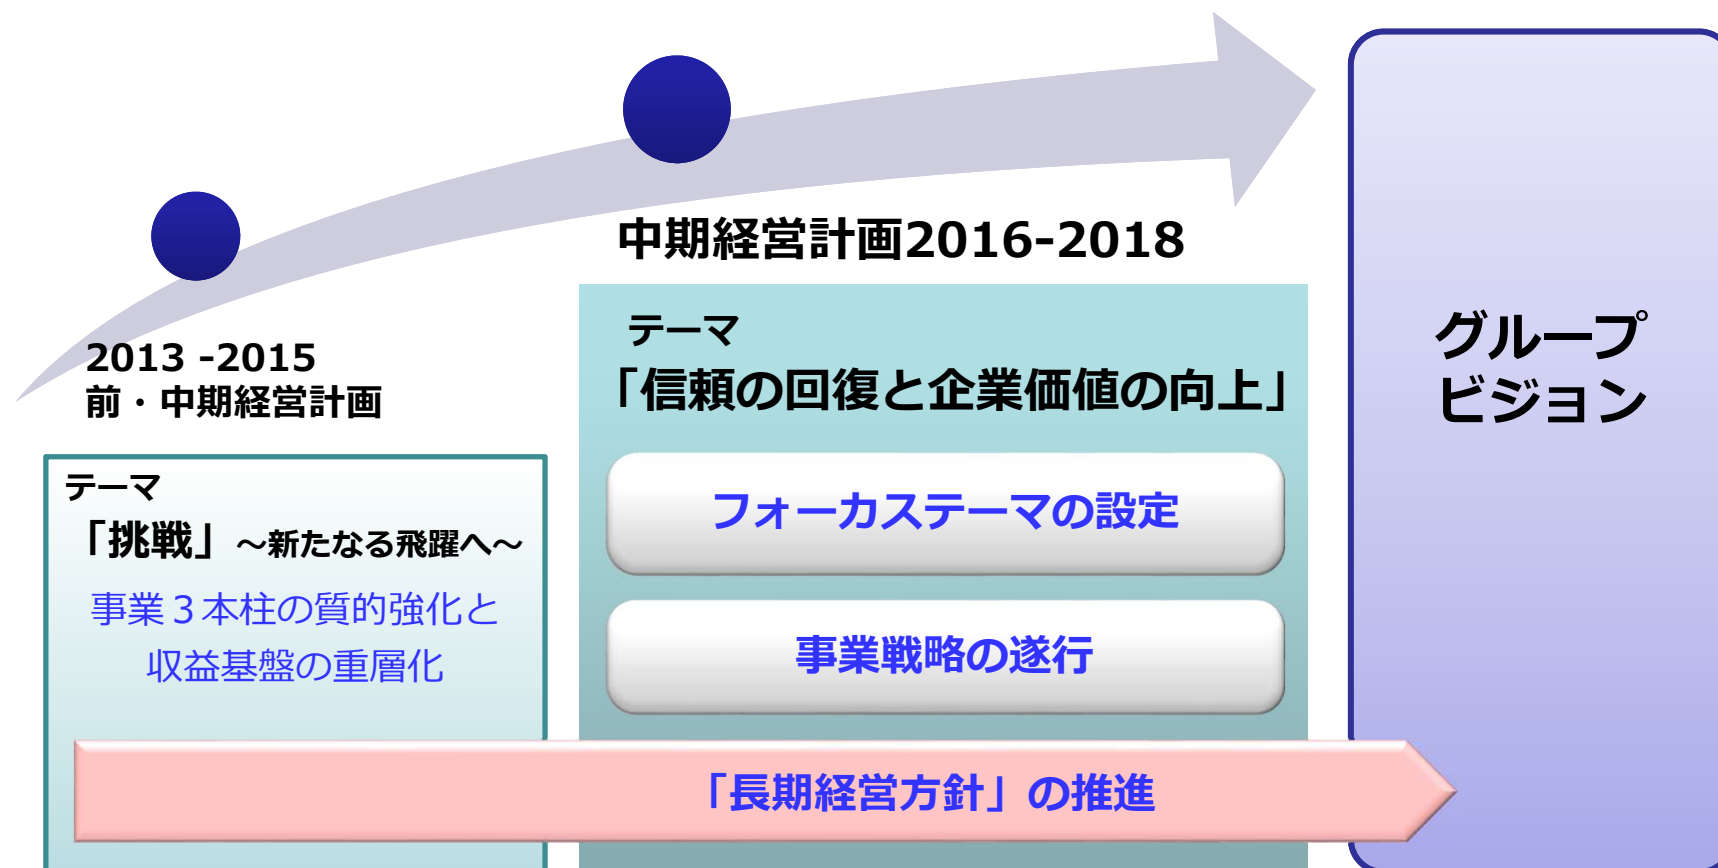 中期経営計画2016-2018
2013 -2015
前・中期経営計画
テーマ
「挑戦」～新たなる飛躍へ～
事業３本柱の質的強化と
収益基盤の重層化
テーマ
「信頼の回復と企業価値の向上」
フォーカステーマの設定
事業戦略の遂行
「長期経営方針」の推進
グループ
ビジョン